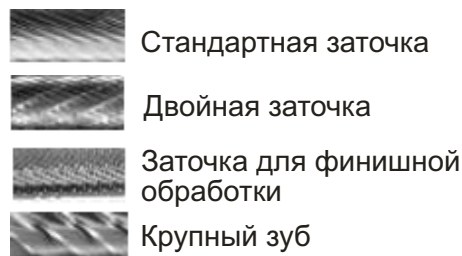 Стандартная заточка
Двойная заточка
Заточка для финишной
обработки
Крупный зуб